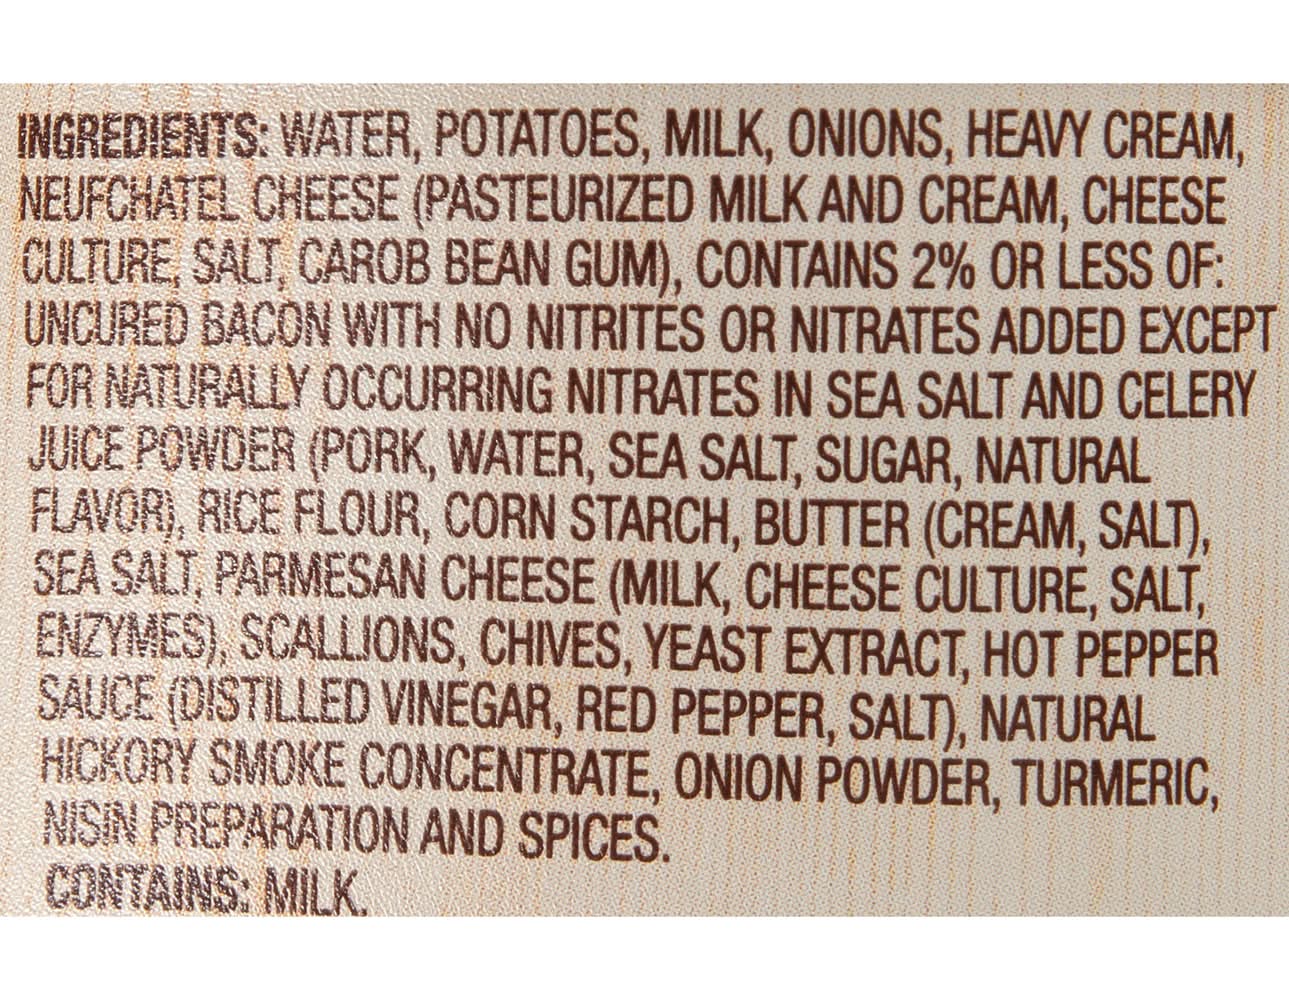 INGREDIENTS: WATER, POTATOES, MILK, ONIONS, HEAVY CREAM,
NEUFCHATEL CHEESE (PASTEURIZED MILK AND CREAM, CHEESE
CULTURE, SALT, CAROB BEAN GUM), CONTAINS 2% OR LESS OF:
UNCURED BACON WITH NO NITRITES OR NITRATES ADDED EXCEPT
FOR NATURALLY OCCURRING NITRATES IN SEA SALT AND CELERY
JUICE POWDER (PORK, WATER, SEA SALT, SUGAR, NATURAL
FLAVOR), RICE FLOUR, CORN STARCH, BUTTER (CREAM, SALT),
SEA SALT, PARMESAN CHEESE (MILK, CHEESE CULTURE, SALT,
ENZYMES), SCALLIONS, CHIVES, YEAST EXTRACT, HOT PEPPER
SAUCE (DISTILLED VINEGAR, RED PEPPER, SALT), NATURAL
HICKORY SMOKE CONCENTRATE, ONION POWDER, TURMERIC,
NISIN PREPARATION AND SPICES.
CONTAINS: MILK.